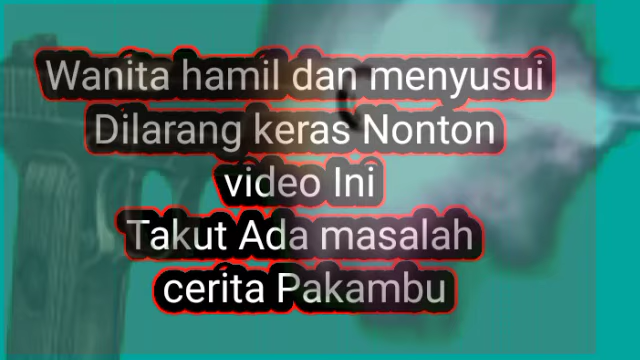 Wanita hamil dan menyusui
Dilarang keras Nonton
video Ini
Takut Ada masalah
cerita Pakambu